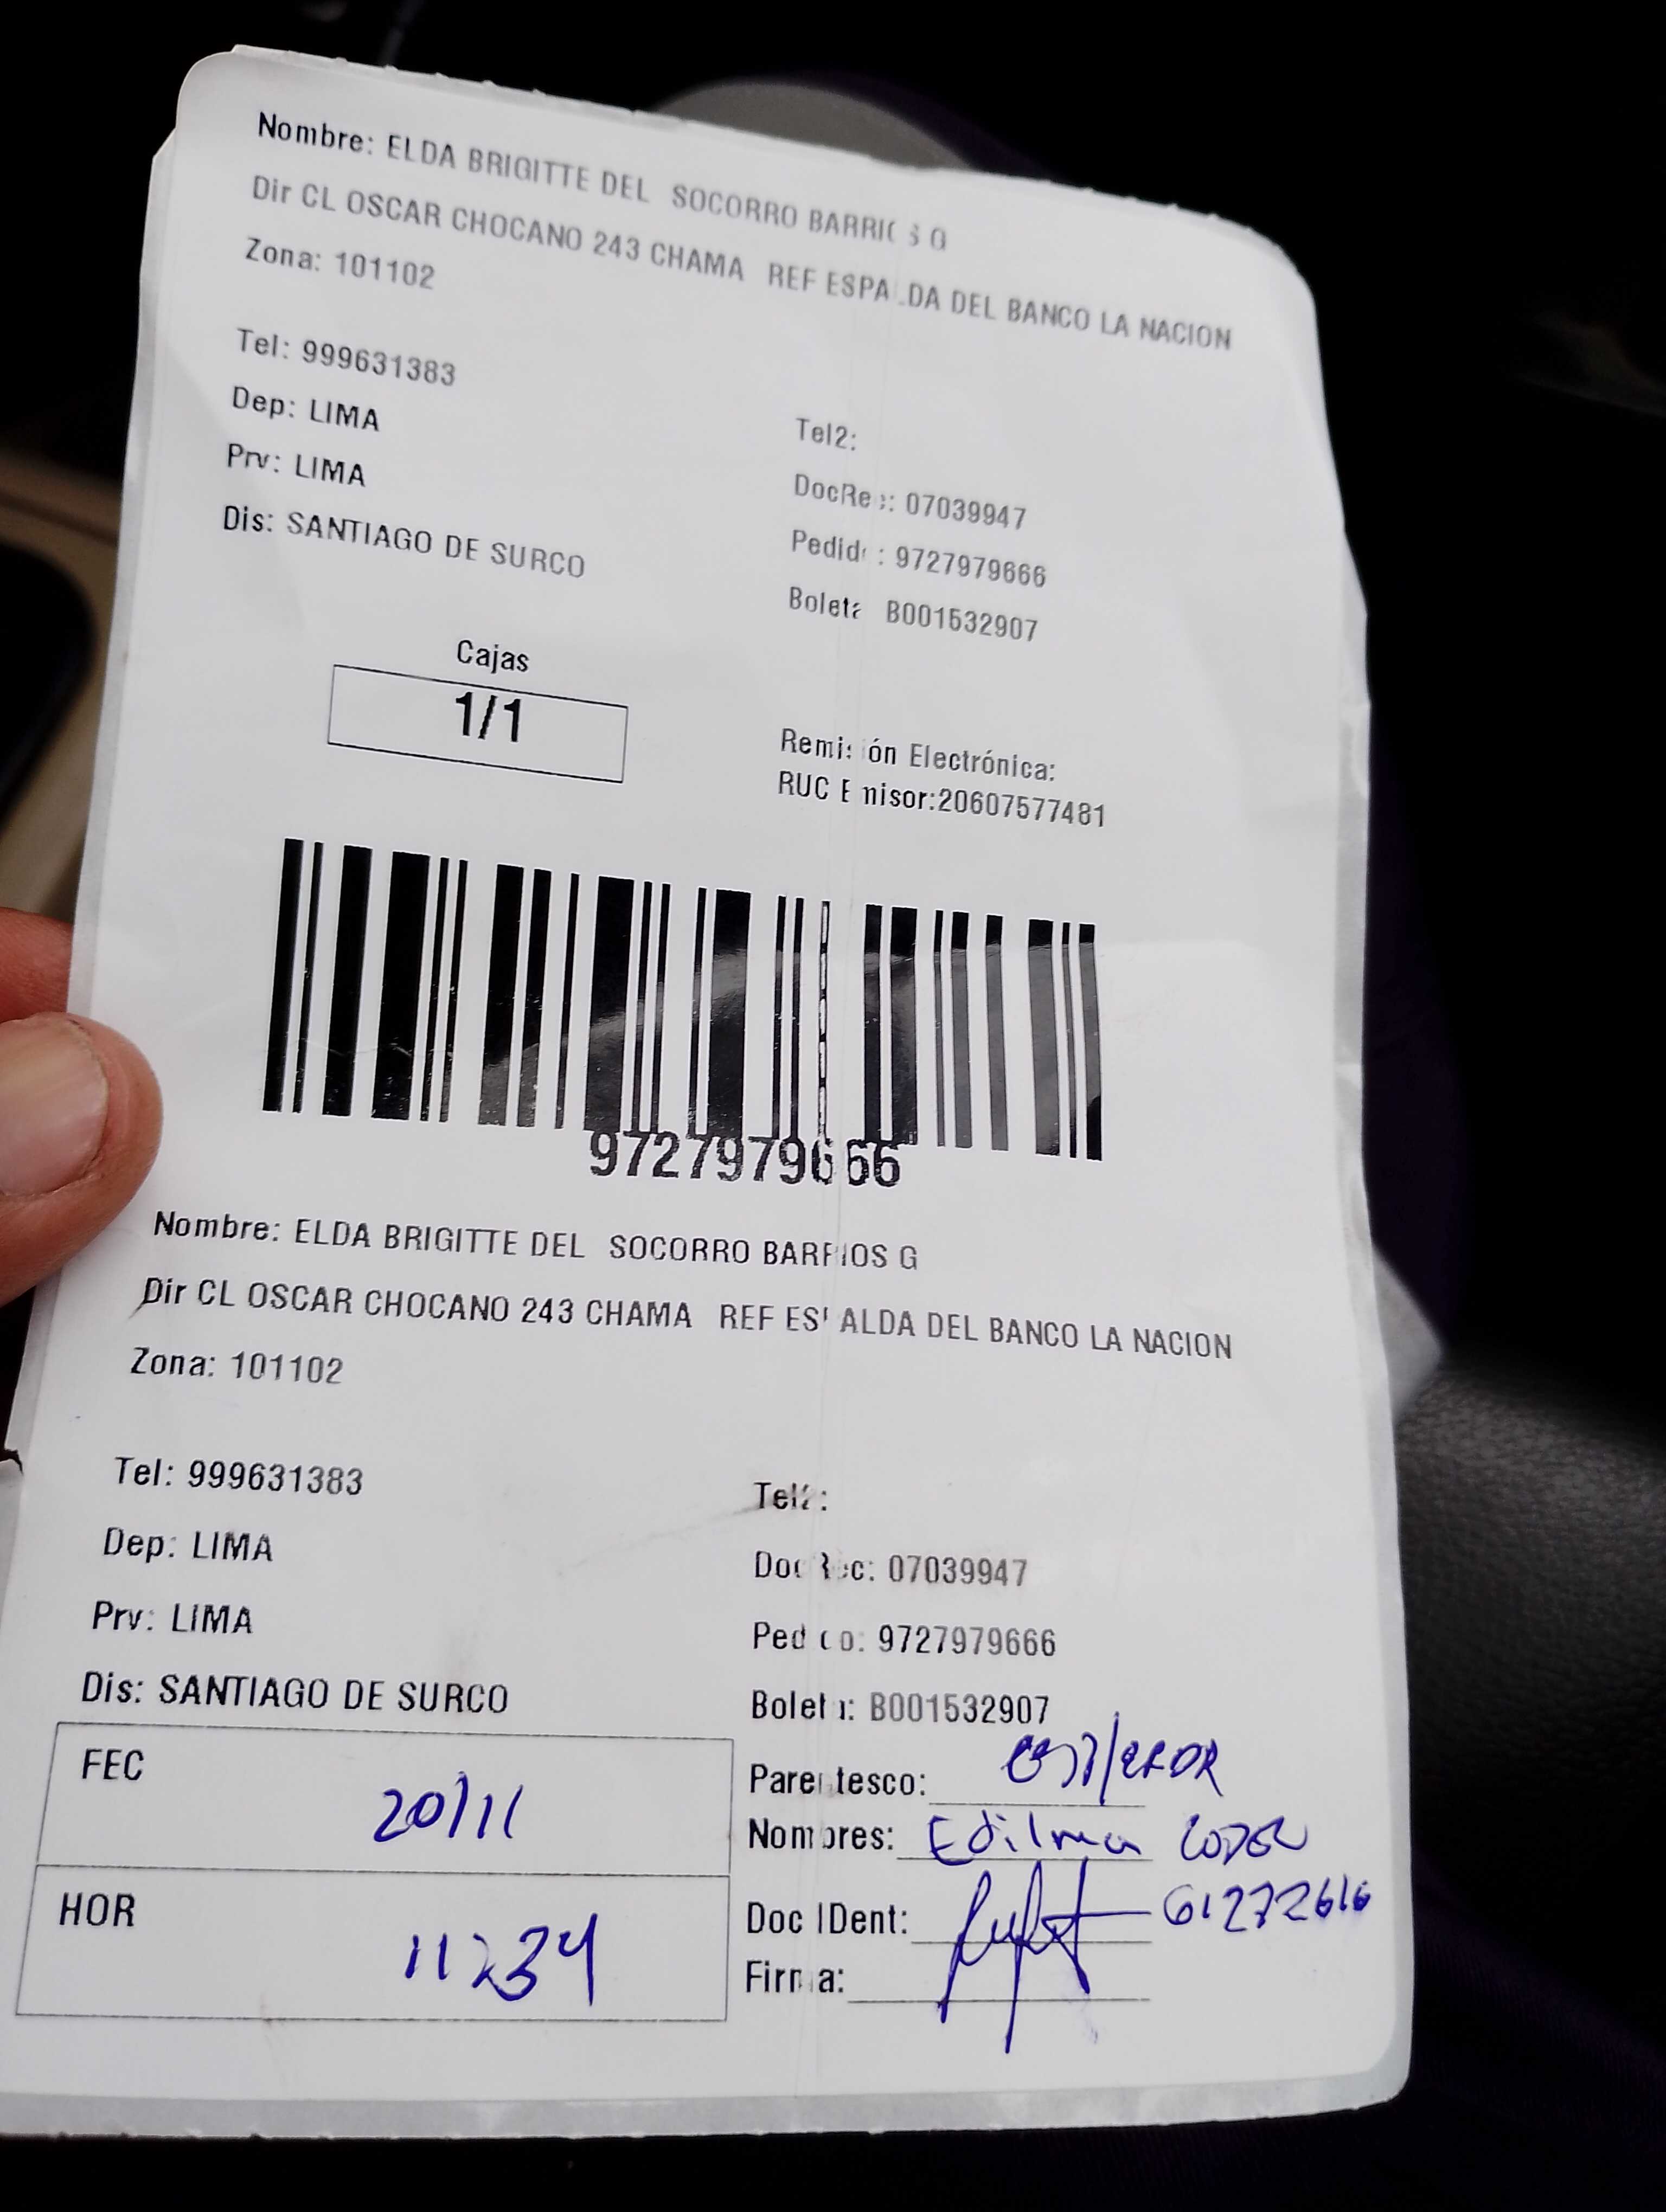 Nombre: ELDA BRIGITTE DEL SOCORRO BARRIOS G
Dir CL OSCAR CHOCANO 243 CHAMA REF ESPALDA DEL BANCO LA NACION
Zona: 101102
Tel: 999631383
Tel2:
Dep: LIMA
DocRec: 07039947
Prv: LIMA
Pedido: 9727979666
Dis: SANTIAGO DE SURCO
Boleta B001532907
Cajas
1/1
Remisión Electrónica:
RUC Emisor:20607577481
9727979666
Nombre: ELDA BRIGITTE DEL SOCORRO BARRIOS G
Dir CL OSCAR CHOCANO 243 CHAMA REF ESPALDA DEL BANCO LA NACION
Zona: 101102
Tel: 999631383
Tel2:
Dep: LIMA
Doc Rec: 07039947
Prv: LIMA
Pedido: 9727979666
Dis: SANTIAGO DE SURCO
Boleta: B001532907
FEC 20/11
Parentesco:
Nombres: Edilma
HOR 11:34
Doc IDent: 61272616
Firma: